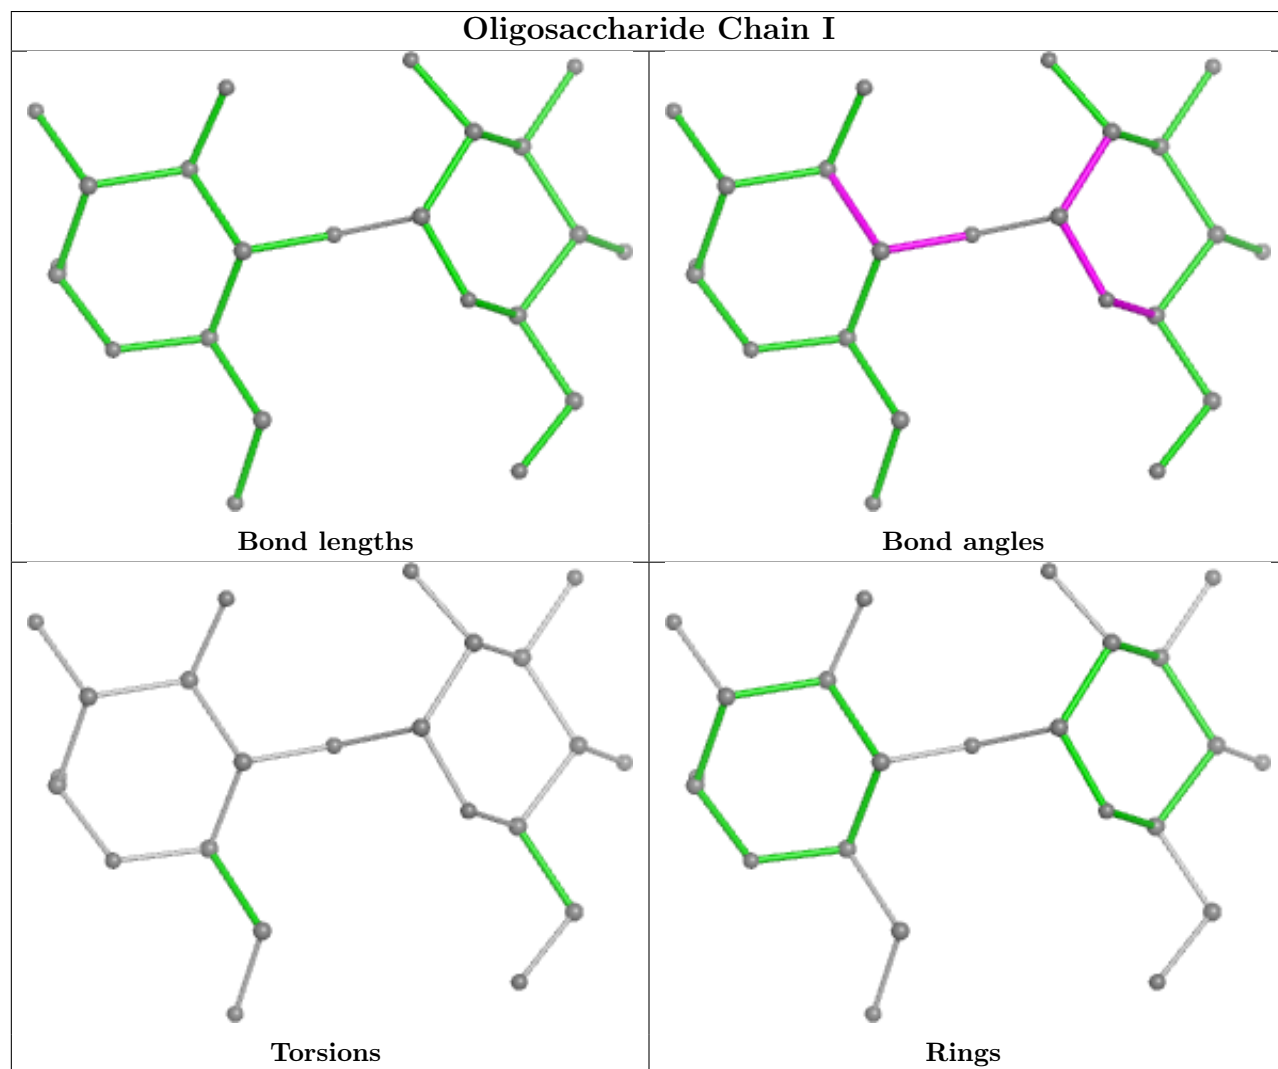 Oligosaccharide Chain I
Bond lengths
Bond angles
Torsions
Rings